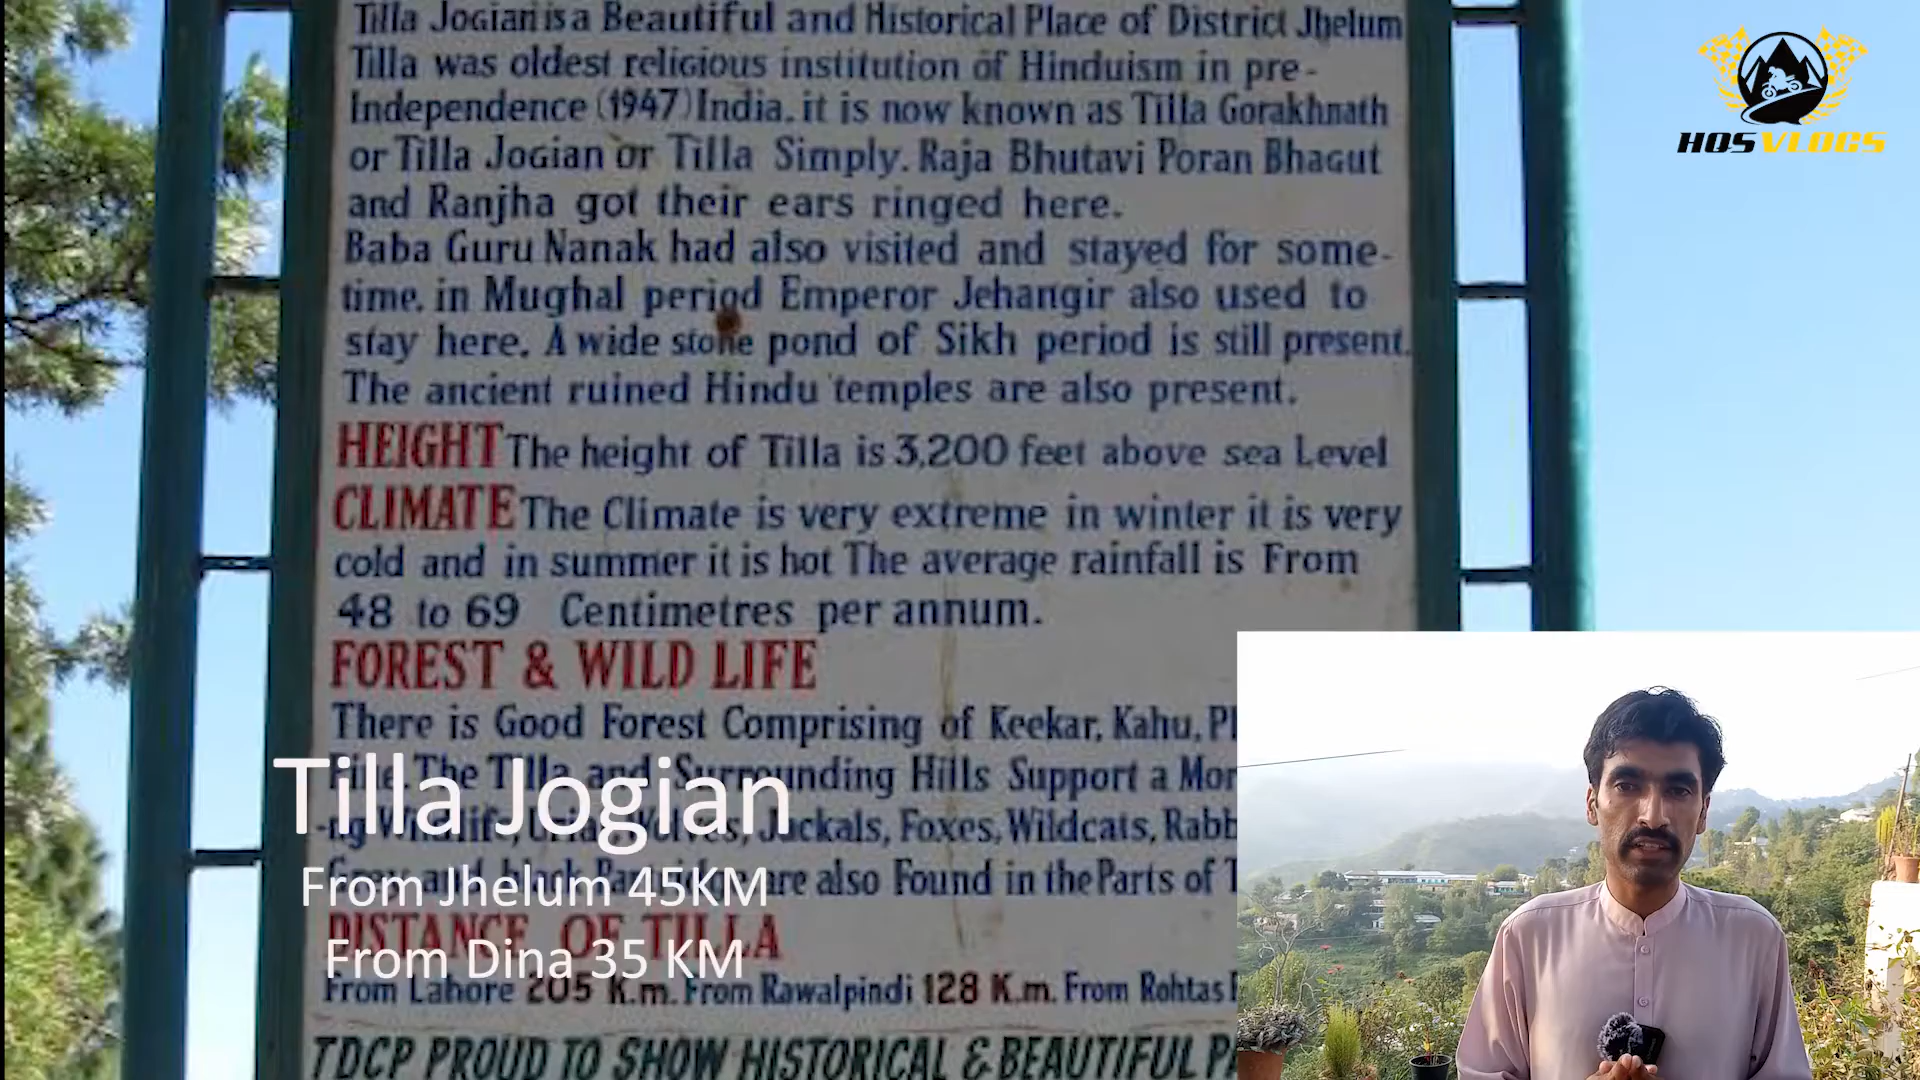 Tilla Jogian is a Beautiful and Historical Place of District Jhelum
Tilla was oldest religious institution of Hinduism in pre-
Independence (1947) India. it is now known as Tilla Gorakhnath
or Tilla Jogian or Tilla Simply. Raja Bhutavi Poran Bhagut
and Ranjha got their ears ringed here.
Baba Guru Nanak had also visited and stayed for some-
time. in Mughal period Emperor Jehangir also used to
stay here. A wide stone pond of Sikh period is still present.
The ancient ruined Hindu temples are also present.
HEIGHT The height of Tilla is 3,200 feet above sea Level
CLIMATE The Climate is very extreme in winter it is very
cold and in summer it is hot The average rainfall is From
48 to 69 Centimetres per annum.
FOREST & WILD LIFE
There is Good Forest Comprising of Keekar, Kahu,
The Tilla and Surrounding Hills Support a
Wolves, Jackals, Foxes, Wildcats,
are also Found in the Parts of
DISTANCE OF TILLA
From Lahore 205 K.m. From Rawalpindi 128 K.m. From Rohtas
TDCP PROUD TO SHOW HISTORICAL & BEAUTIFUL
Tilla Jogian
From Jhelum 45KM
From Dina 35 KM
HQS VLOGS